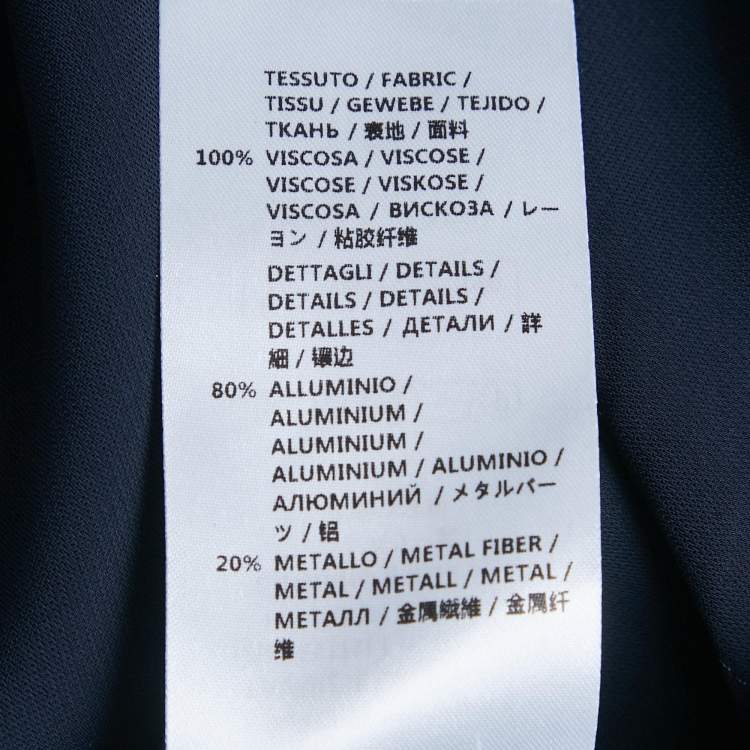 TESSUTO / FABRIC /
TISSU / GEWEBE / TEJIDO /
ТКАНЬ / 表地 / 面料
100% VISCOSA / VISCOSE /
VISCOSE / VISKOSE /
VISCOSA / ВИСКОЗА / レー
ヨン / 粘胶纤维
DETTAGLI / DETAILS /
DETAILS / DETAILS /
DETALLES / ДЕТАЛИ / 詳
細 / 镶边
80% ALLUMINIO /
ALUMINIUM /
ALUMINIUM /
ALUMINIUM / ALUMINIO /
АЛЮМИНИЙ / メタルパー
ツ / 铝
20% METALLO / METAL FIBER /
METAL / METALL / METAL /
МЕТАЛЛ / 金属繊維 / 金属纤
维